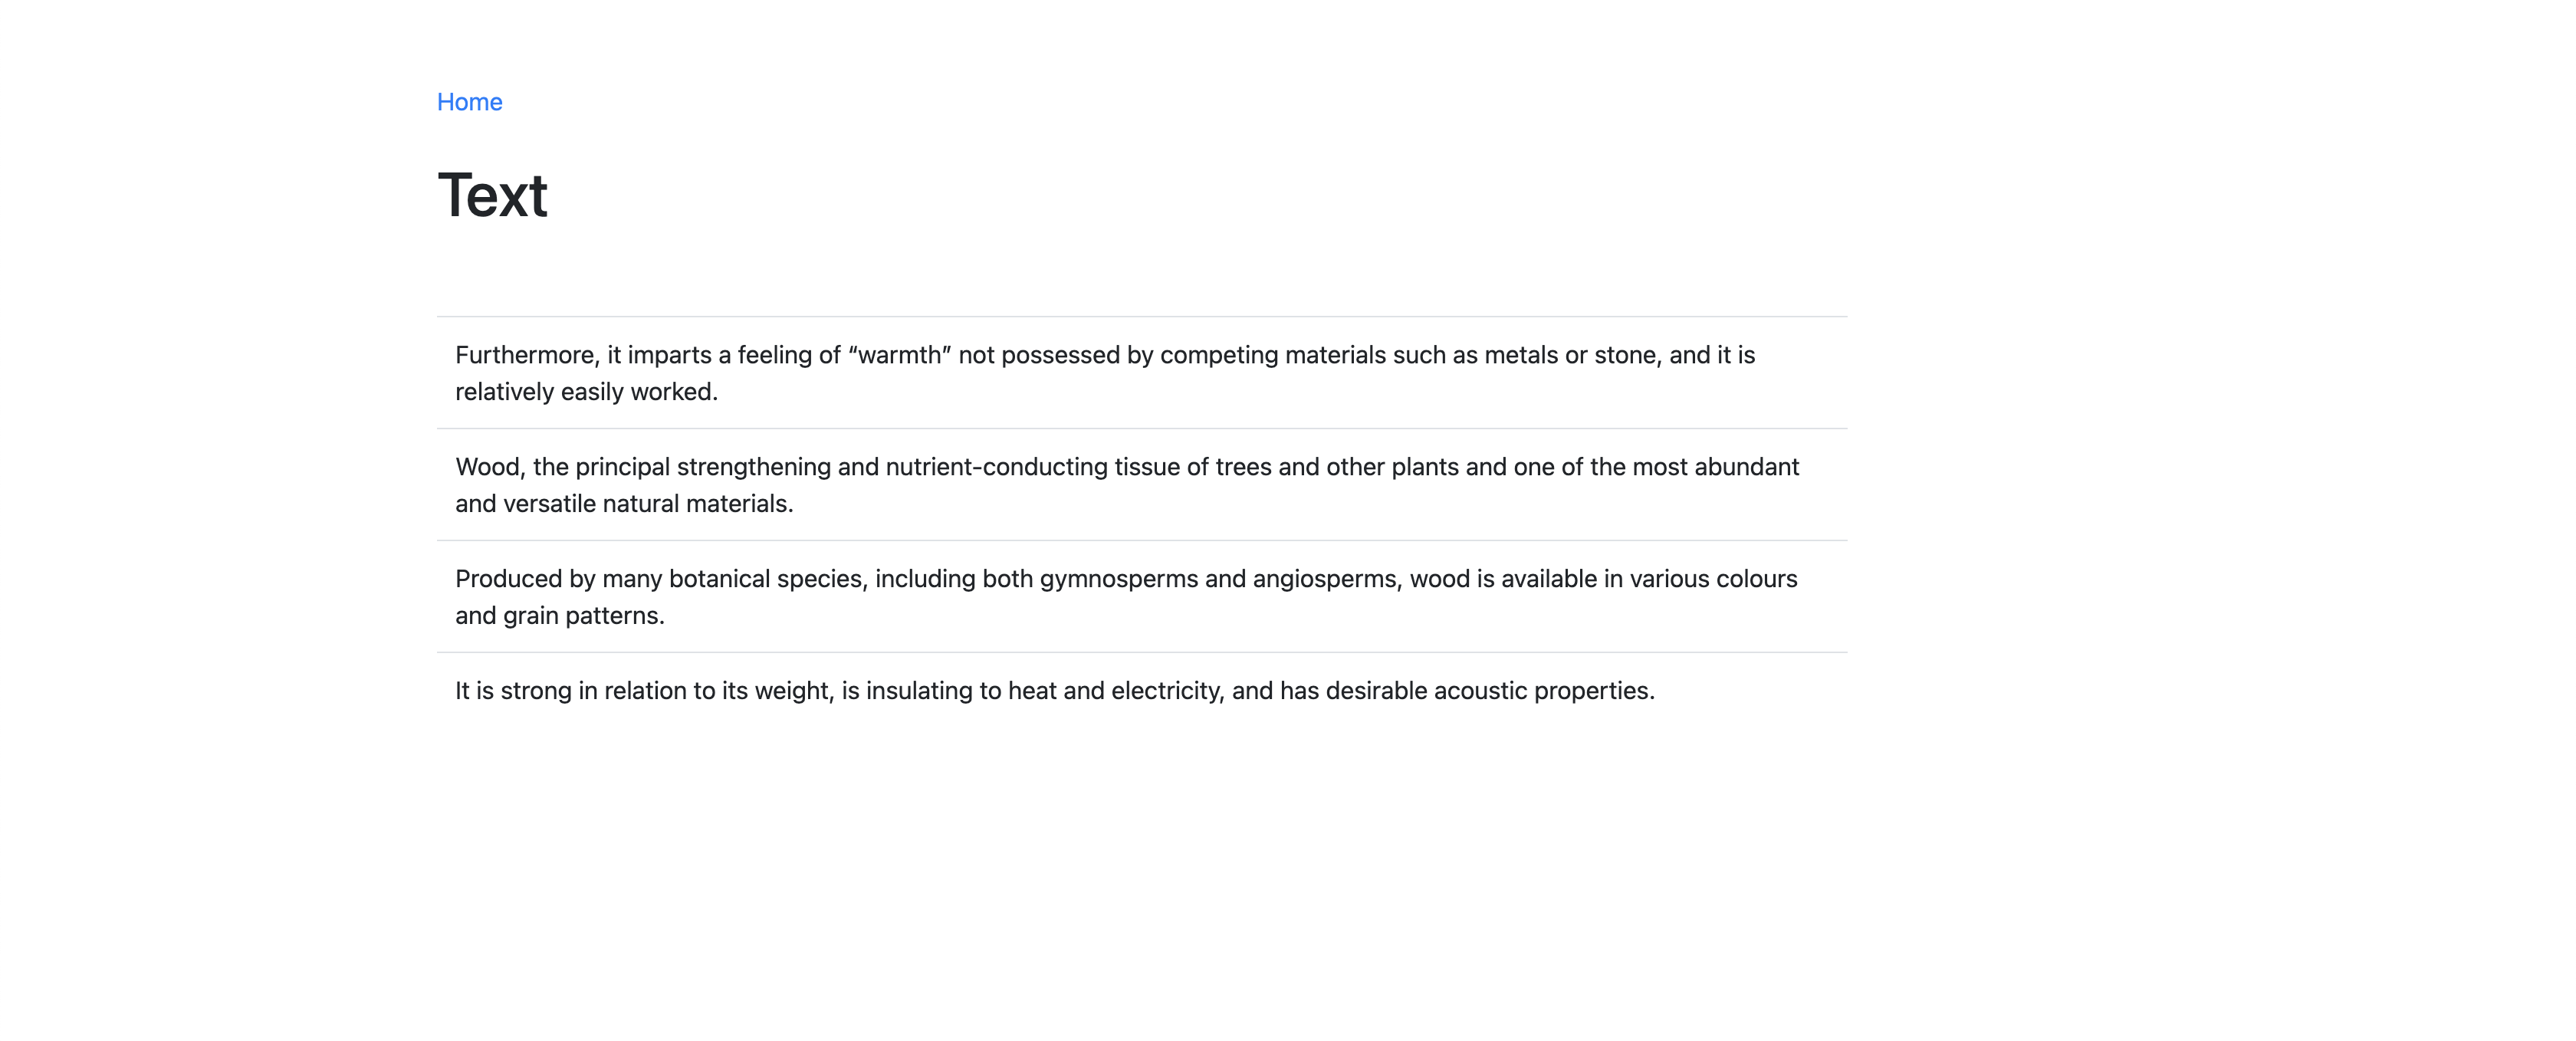 Home
Text
Furthermore, it imparts a feeling of “warmth” not possessed by competing materials such as metals or stone, and it is
relatively easily worked.
Wood, the principal strengthening and nutrient-conducting tissue of trees and other plants and one of the most abundant
and versatile natural materials.
Produced by many botanical species, including both gymnosperms and angiosperms, wood is available in various colours
and grain patterns.
It is strong in relation to its weight, is insulating to heat and electricity, and has desirable acoustic properties.